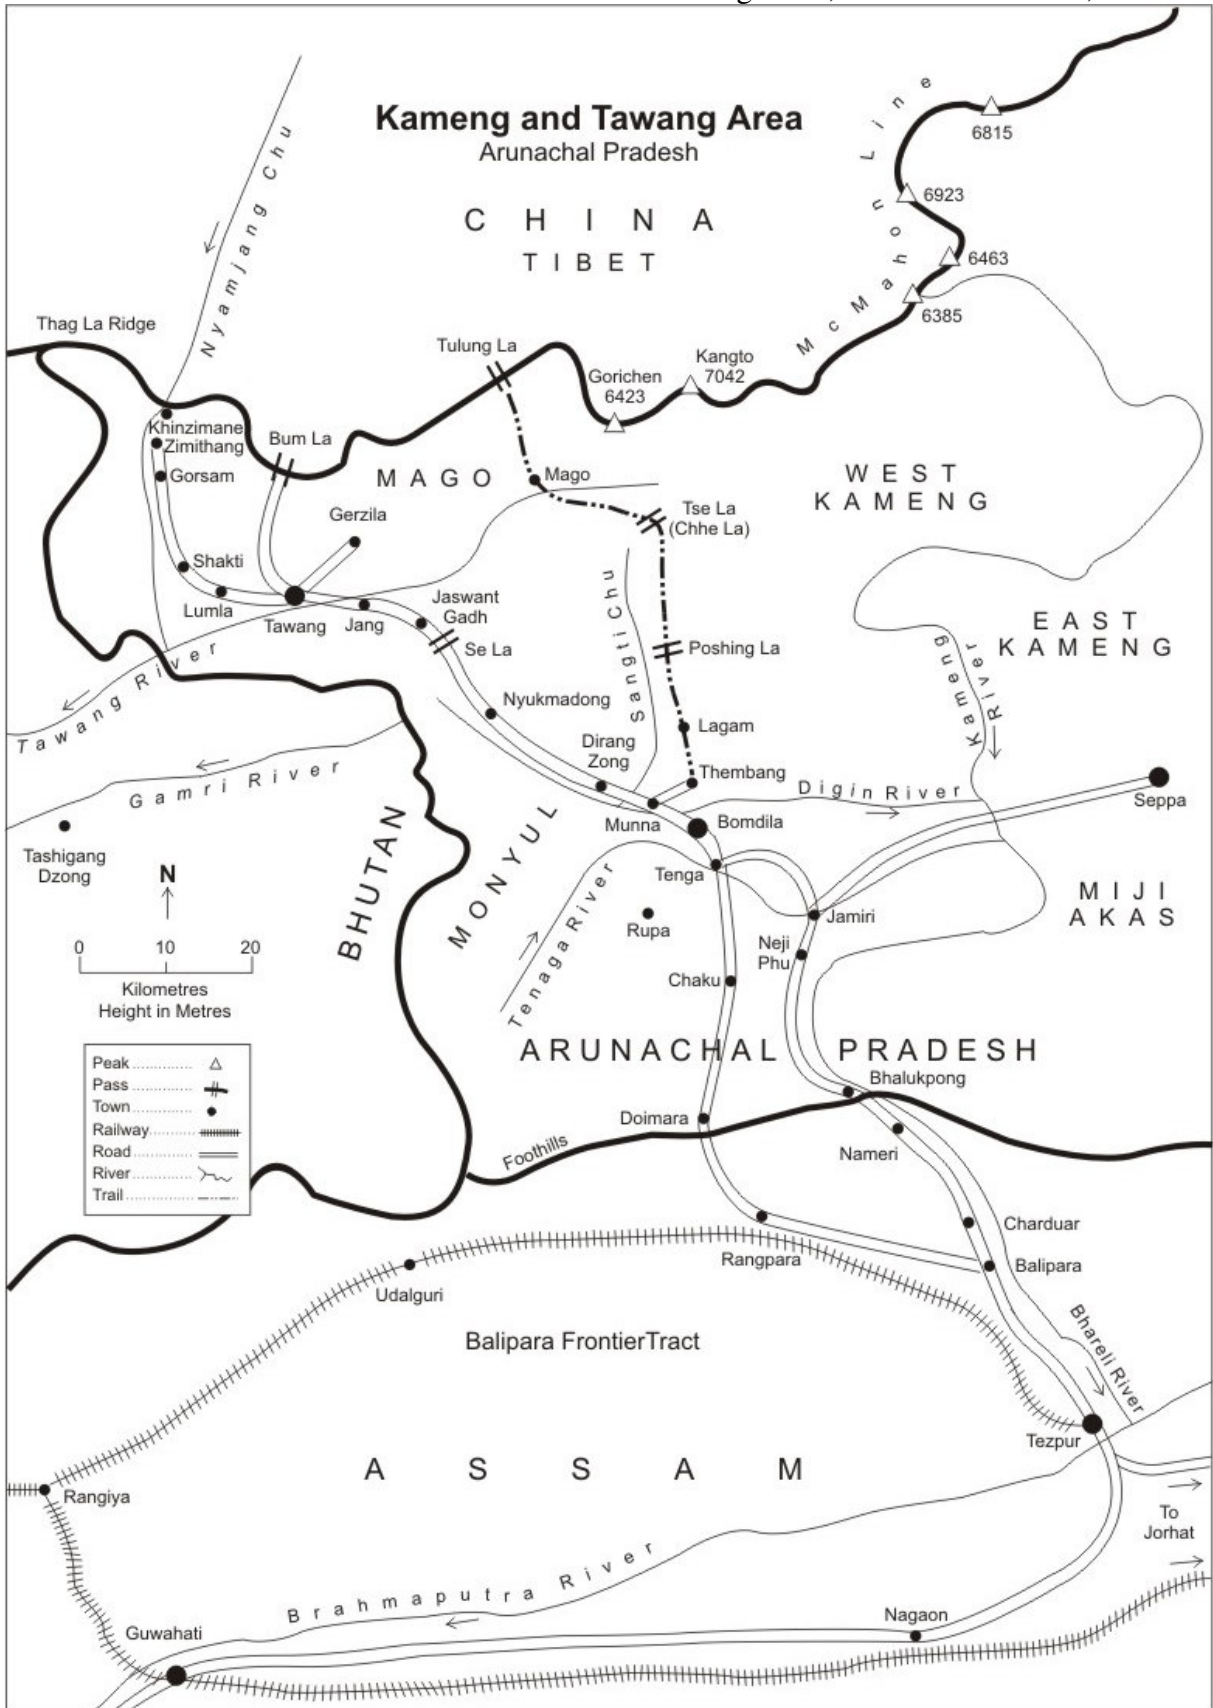 Kameng and Tawang Area
Arunachal Pradesh
CHINA
TIBET
McMahon Line
6815
6923
6463
6385
Nyamjang Chu
Thag La Ridge
Tulung La
Gorichen
6423
Kangto
7042
Khinzimane
Zimithang
Bum La
Gorsam
MAGO
Mago
WEST
KAMENG
Gerzila
Tse La
(Chhe La)
Shakti
Lumla
Tawang
Jang
Jaswant
Gadh
Se La
Sangti Chu
Poshing La
EAST
KAMENG
Kameng
River
Tawang River
Nyukmadong
Lagam
Dirang
Zong
Thembang
Gamri River
Digin River
Seppa
Munna
Bomdila
Tashigang
Dzong
BHUTAN
MONYUL
Tenga
MIJI
AKAS
N
Tenaga River
Rupa
Jamiri
Neji
Phu
0 10 20
Kilometres
Height in Metres
Chaku
ARUNACHAL PRADESH
Peak
Pass
Town
Railway
Road
River
Trail
Bhalukpong
Doimara
Foothills
Nameri
Charduar
Rangpara
Balipara
Udalguri
Balipara FrontierTract
Bhareli River
Tezpur
ASSAM
Rangiya
To
Jorhat
Brahmaputra River
Nagaon
Guwahati